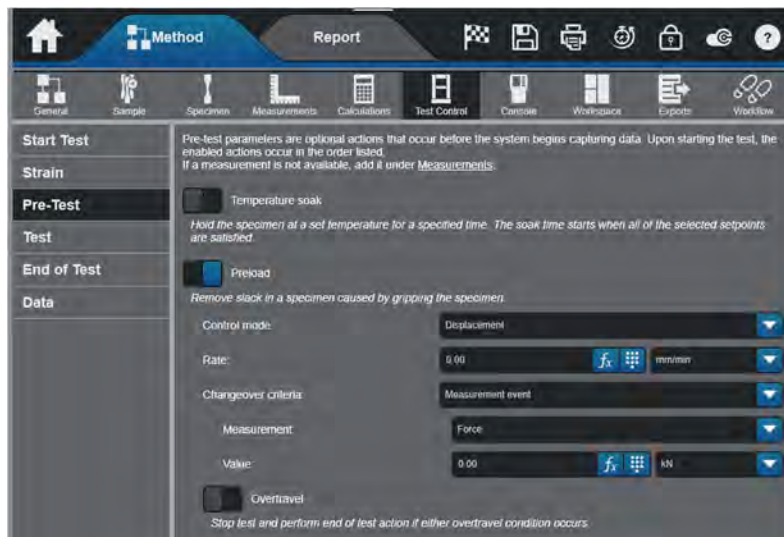 Method
Report
?
General
Sample
Specimen
Measurements
Calculations
Test Control
Console
Workspace
Exports
Workflow
Start Test
Strain
Pre-Test
Test
End of Test
Data
Pre-test parameters are optional actions that occur before the system begins capturing data. Upon starting the test, the
enabled actions occur in the order listed.
If a measurement is not available, add it under Measurements.
Temperature soak
Hold the specimen at a set temperature for a specified time. The soak time starts when all of the selected setpoints
are satisfied.
Preload
Remove slack in a specimen caused by gripping the specimen.
Control mode: Displacement
Rate: 0.00 fx mm/min
Changeover criteria: Measurement event
Measurement: Force
Value: 0.00 fx kN
Overtravel
Stop test and perform end of test action if either overtravel condition occurs.